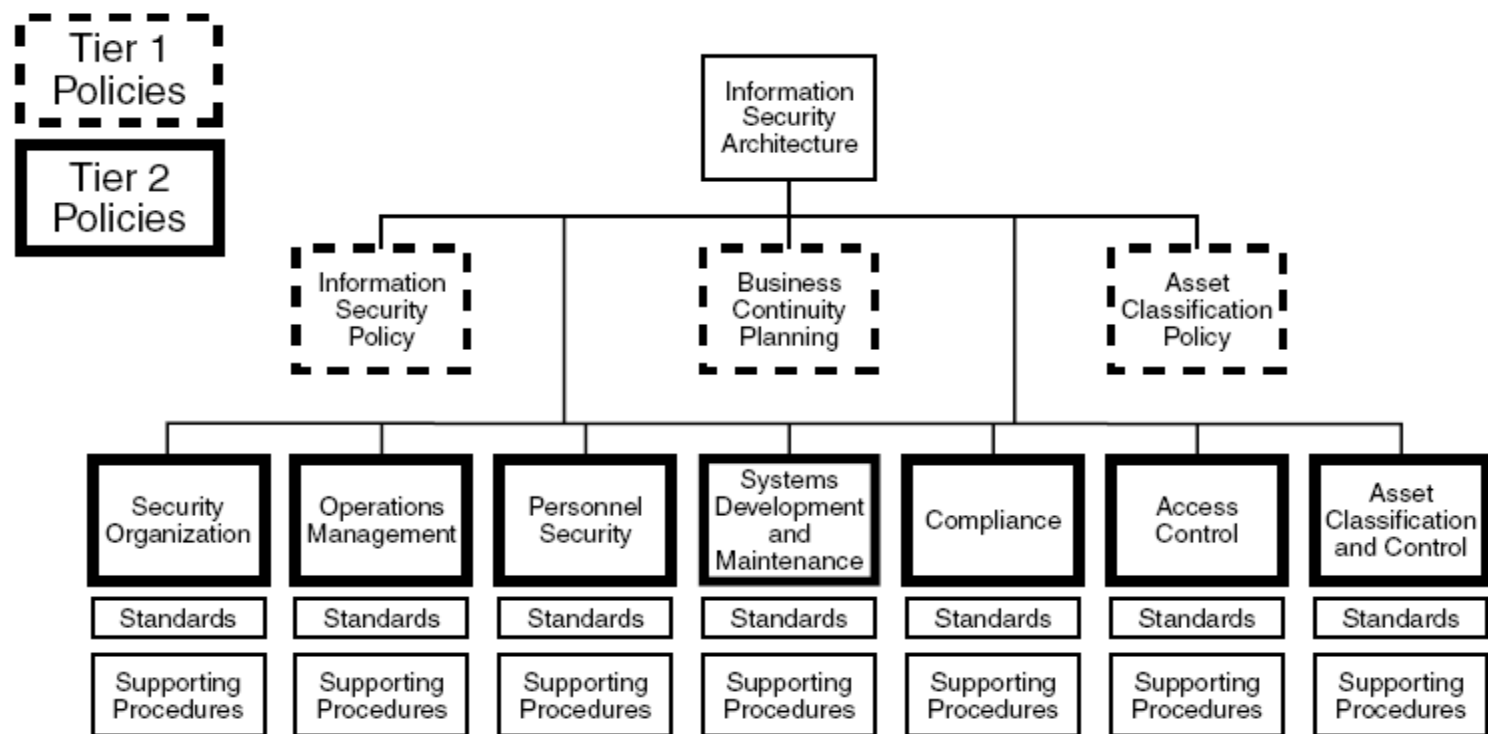 Tier 1
Policies
Tier 2
Policies
Information
Security
Architecture
Information
Security
Policy
Business
Continuity
Planning
Asset
Classification
Policy
Security
Organization
Operations
Management
Personnel
Security
Systems
Development
and
Maintenance
Compliance
Access
Control
Asset
Classification
and Control
Standards
Standards
Standards
Standards
Standards
Standards
Standards
Supporting
Procedures
Supporting
Procedures
Supporting
Procedures
Supporting
Procedures
Supporting
Procedures
Supporting
Procedures
Supporting
Procedures